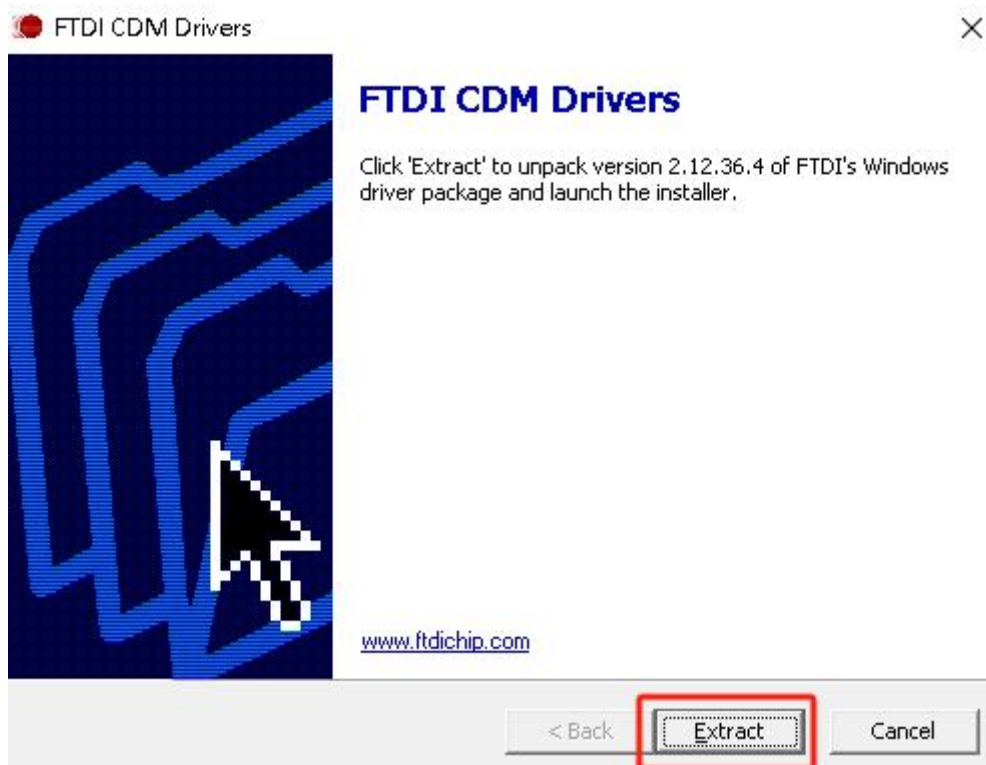 FTDI CDM Drivers
FTDI CDM Drivers
Click 'Extract' to unpack version 2.12.36.4 of FTDI's Windows
driver package and launch the installer.
www.ftdichip.com
< Back
Extract
Cancel